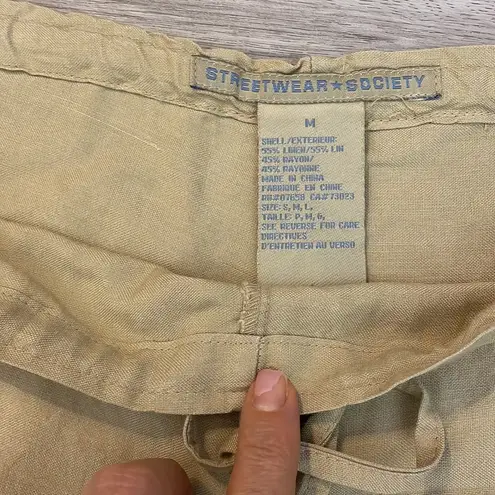 STREETWEAR★SOCIETY
M
SHELL/EXTERIEUR:
55% LINEN/55% LIN
45% RAYON/
45% RAYONNE
MADE IN CHINA
FABRIQUE EN CHINE
RN#87658 CA#73023
SIZE: S, M, L,
TAILLE: P, M, G,
SEE REVERSE FOR CARE
DIRECTIVES
D'ENTRETIEN AU VERSO